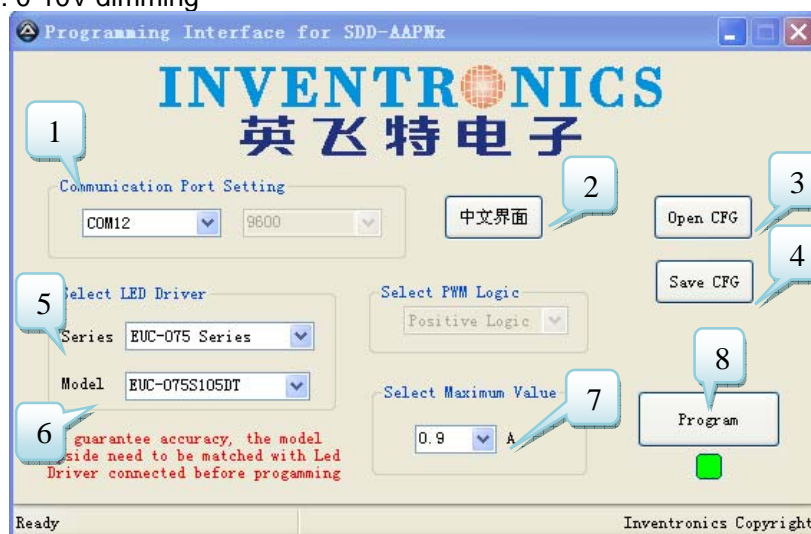 : 0-10V dimming
Programming Interface for SDD-AAPNx
INVENTRONICS
英飞特电子
1
Communication Port Setting
COM12
9600
2
中文界面
3
Open CFG
4
Save CFG
5
Select LED Driver
Series
EUC-075 Series
Model
EUC-075S105DT
6
guarantee accuracy, the model
need to be matched with Led
Driver connected before progamming
Select PWM Logic
Positive Logic
Select Maximum Value
7
0.9
A
8
Program
Ready
Inventronics Copyright